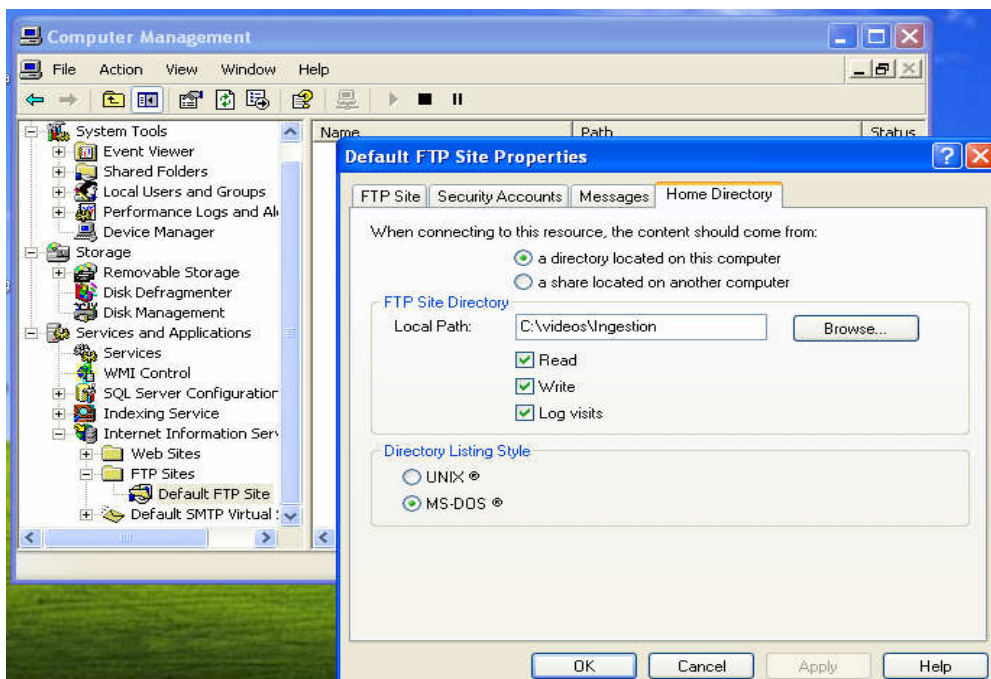 Computer Management
File Action View Window Help
Name Path Status
System Tools
Event Viewer
Shared Folders
Local Users and Groups
Performance Logs and Al
Device Manager
Storage
Removable Storage
Disk Defragmenter
Disk Management
Services and Applications
Services
WMI Control
SQL Server Configuration
Indexing Service
Internet Information Serv
Web Sites
FTP Sites
Default FTP Site
Default SMTP Virtual
Default FTP Site Properties
FTP Site Security Accounts Messages Home Directory
When connecting to this resource, the content should come from:
a directory located on this computer
a share located on another computer
FTP Site Directory
Local Path: C:\videos\Ingestion Browse...
Read
Write
Log visits
Directory Listing Style
UNIX ®
MS-DOS ®
OK Cancel Apply Help